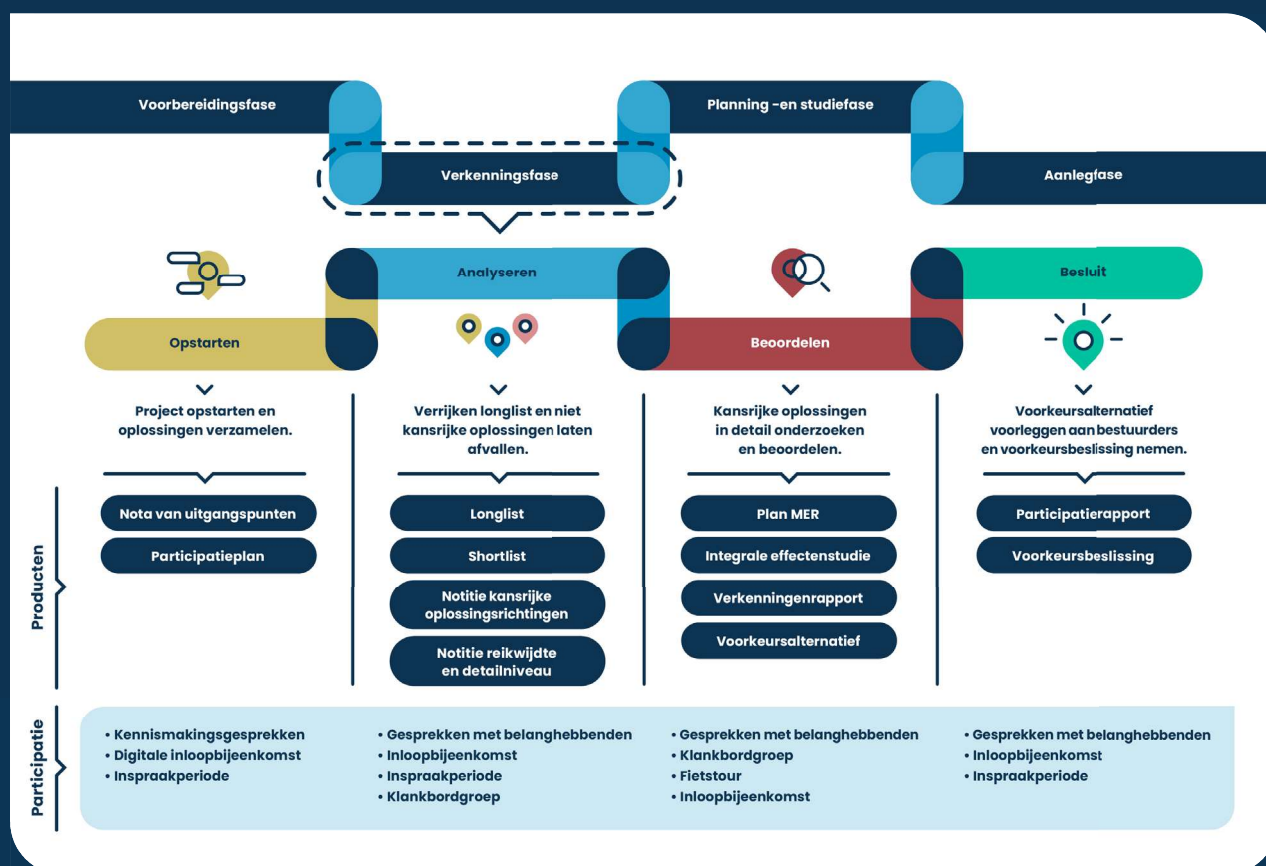 Voorbereidingsfase
Planning -en studiefase
Verkenningsfase
Aanlegfase
Analyseren
Besluit
Opstarten
Beoordelen
Project opstarten en
oplossingen verzamelen.
Verrijken longlist en niet
kansrijke oplossingen laten
afvallen.
Kansrijke oplossingen
in detail onderzoeken
en beoordelen.
Voorkeursalternatief
voorleggen aan bestuurders
en voorkeursbeslissing nemen.
Producten
Nota van uitgangspunten
Participatieplan
Longlist
Shortlist
Notitie kansrijke
oplossingsrichtingen
Notitie reikwijdte
en detailniveau
Plan MER
Integrale effectenstudie
Verkenningenrapport
Voorkeursalternatief
Participatierapport
Voorkeursbeslissing
Participatie
• Kennismakingsgesprekken
• Digitale inloopbijeenkomst
• Inspraakperiode
• Gesprekken met belanghebbenden
• Inloopbijeenkomst
• Inspraakperiode
• Klankbordgroep
• Gesprekken met belanghebbenden
• Klankbordgroep
• Fietstour
• Inloopbijeenkomst
• Gesprekken met belanghebbenden
• Inloopbijeenkomst
• Inspraakperiode